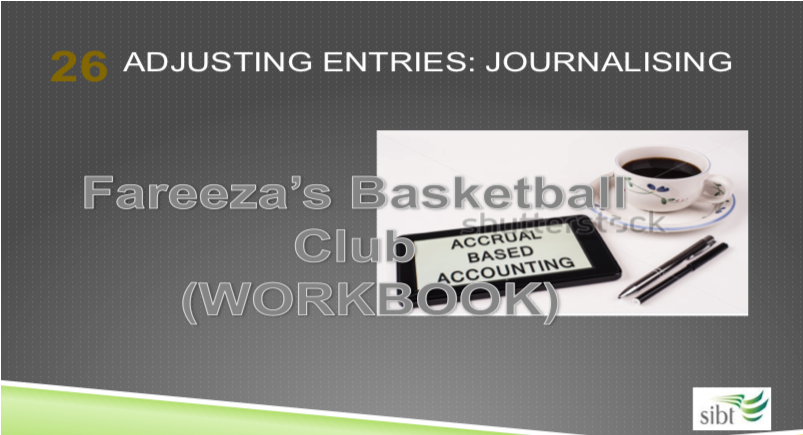 26 ADJUSTING ENTRIES: JOURNALISING
Fareeza's Basketball
Club
(WORKBOOK)
shutterstock
ACCRUAL
BASED
ACCOUNTING
sibt